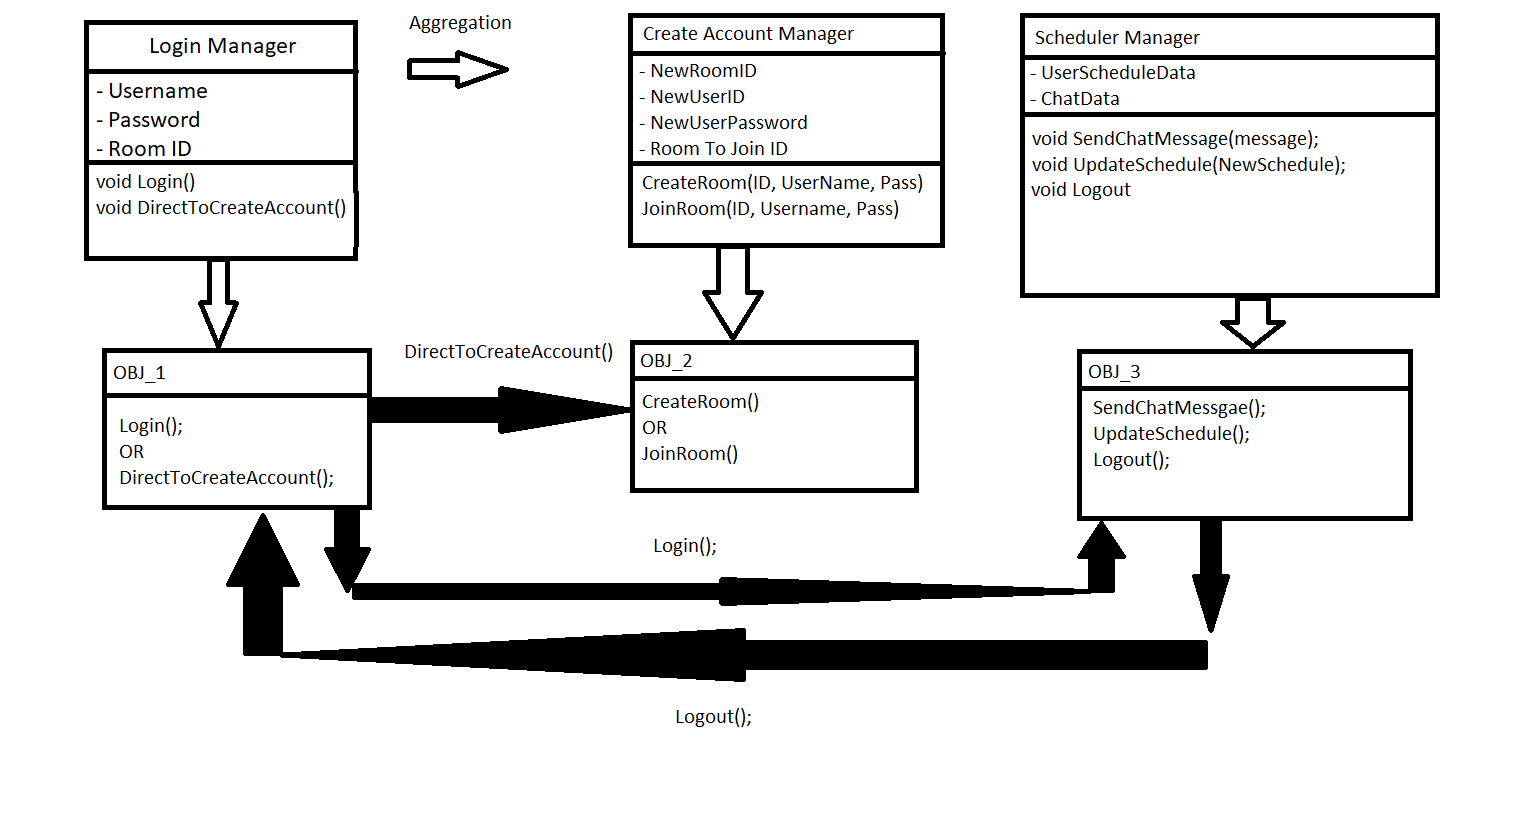 Login Manager
- Username
- Password
- Room ID
void Login()
void DirectToCreateAccount()
Aggregation
Create Account Manager
- NewRoomID
- NewUserID
- NewUserPassword
- Room To Join ID
CreateRoom(ID, UserName, Pass)
JoinRoom(ID, Username, Pass)
Scheduler Manager
- UserScheduleData
- ChatData
void SendChatMessage(message);
void UpdateSchedule(NewSchedule);
void Logout
OBJ_1
Login();
OR
DirectToCreateAccount();
DirectToCreateAccount()
OBJ_2
CreateRoom()
OR
JoinRoom()
OBJ_3
SendChatMessgae();
UpdateSchedule();
Logout();
Login();
Logout();